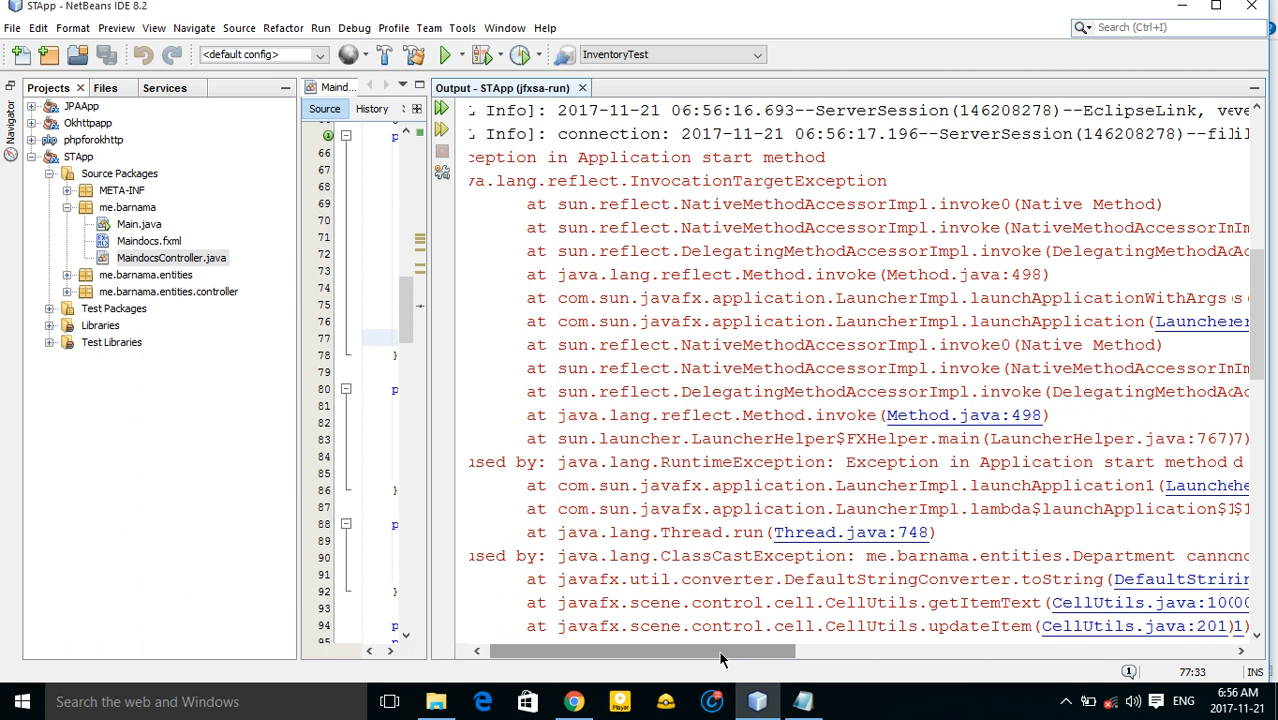 STApp - NetBeans IDE 8.2
File Edit Format Preview View Navigate Source Refactor Run Debug Profile Team Tools Window Help
Search (Ctrl+I)
<default config>
InventoryTest
Projects Files Services
Navigator
JPAApp
Okhttpapp
phpforokhttp
STApp
Source Packages
META-INF
me.barnama
Main.java
Maindocs.fxml
MaindocsController.java
me.barnama.entities
me.barnama.entities.controller
Test Packages
Libraries
Test Libraries
Maind...
Source History
66
67
68
69
70
71
72
73
74
75
76
77
78
79
80
81
82
83
84
85
86
87
88
89
90
91
92
93
94
Output - STApp (jfxsa-run)
Info]: 2017-11-21 06:56:16.693--ServerSession(146208278)--EclipseLink,
Info]: connection: 2017-11-21 06:56:17.196--ServerSession(146208278)--
ception in Application start method
va.lang.reflect.InvocationTargetException
at sun.reflect.NativeMethodAccessorImpl.invoke0(Native Method)
at sun.reflect.NativeMethodAccessorImpl.invoke(NativeMethodAccessorIm
at sun.reflect.DelegatingMethodAccessorImpl.invoke(DelegatingMethodAc
at java.lang.reflect.Method.invoke(Method.java:498)
at com.sun.javafx.application.LauncherImpl.launchApplicationWithArgs
at com.sun.javafx.application.LauncherImpl.launchApplication(Launcher
at sun.reflect.NativeMethodAccessorImpl.invoke0(Native Method)
at sun.reflect.NativeMethodAccessorImpl.invoke(NativeMethodAccessorIm
at sun.reflect.DelegatingMethodAccessorImpl.invoke(DelegatingMethodAc
at java.lang.reflect.Method.invoke(Method.java:498)
at sun.launcher.LauncherHelper$FXHelper.main(LauncherHelper.java:767)
used by: java.lang.RuntimeException: Exception in Application start method
at com.sun.javafx.application.LauncherImpl.launchApplication1(Launche
at com.sun.javafx.application.LauncherImpl.lambda$launchApplication$1
at java.lang.Thread.run(Thread.java:748)
used by: java.lang.ClassCastException: me.barnama.entities.Department
at javafx.util.converter.DefaultStringConverter.toString(DefaultStri
at javafx.scene.control.cell.CellUtils.getItemText(CellUtils.java:100
at javafx.scene.control.cell.CellUtils.updateItem(CellUtils.java:201)
77:33 INS
Search the web and Windows
Player
ENG
6:56 AM
2017-11-21